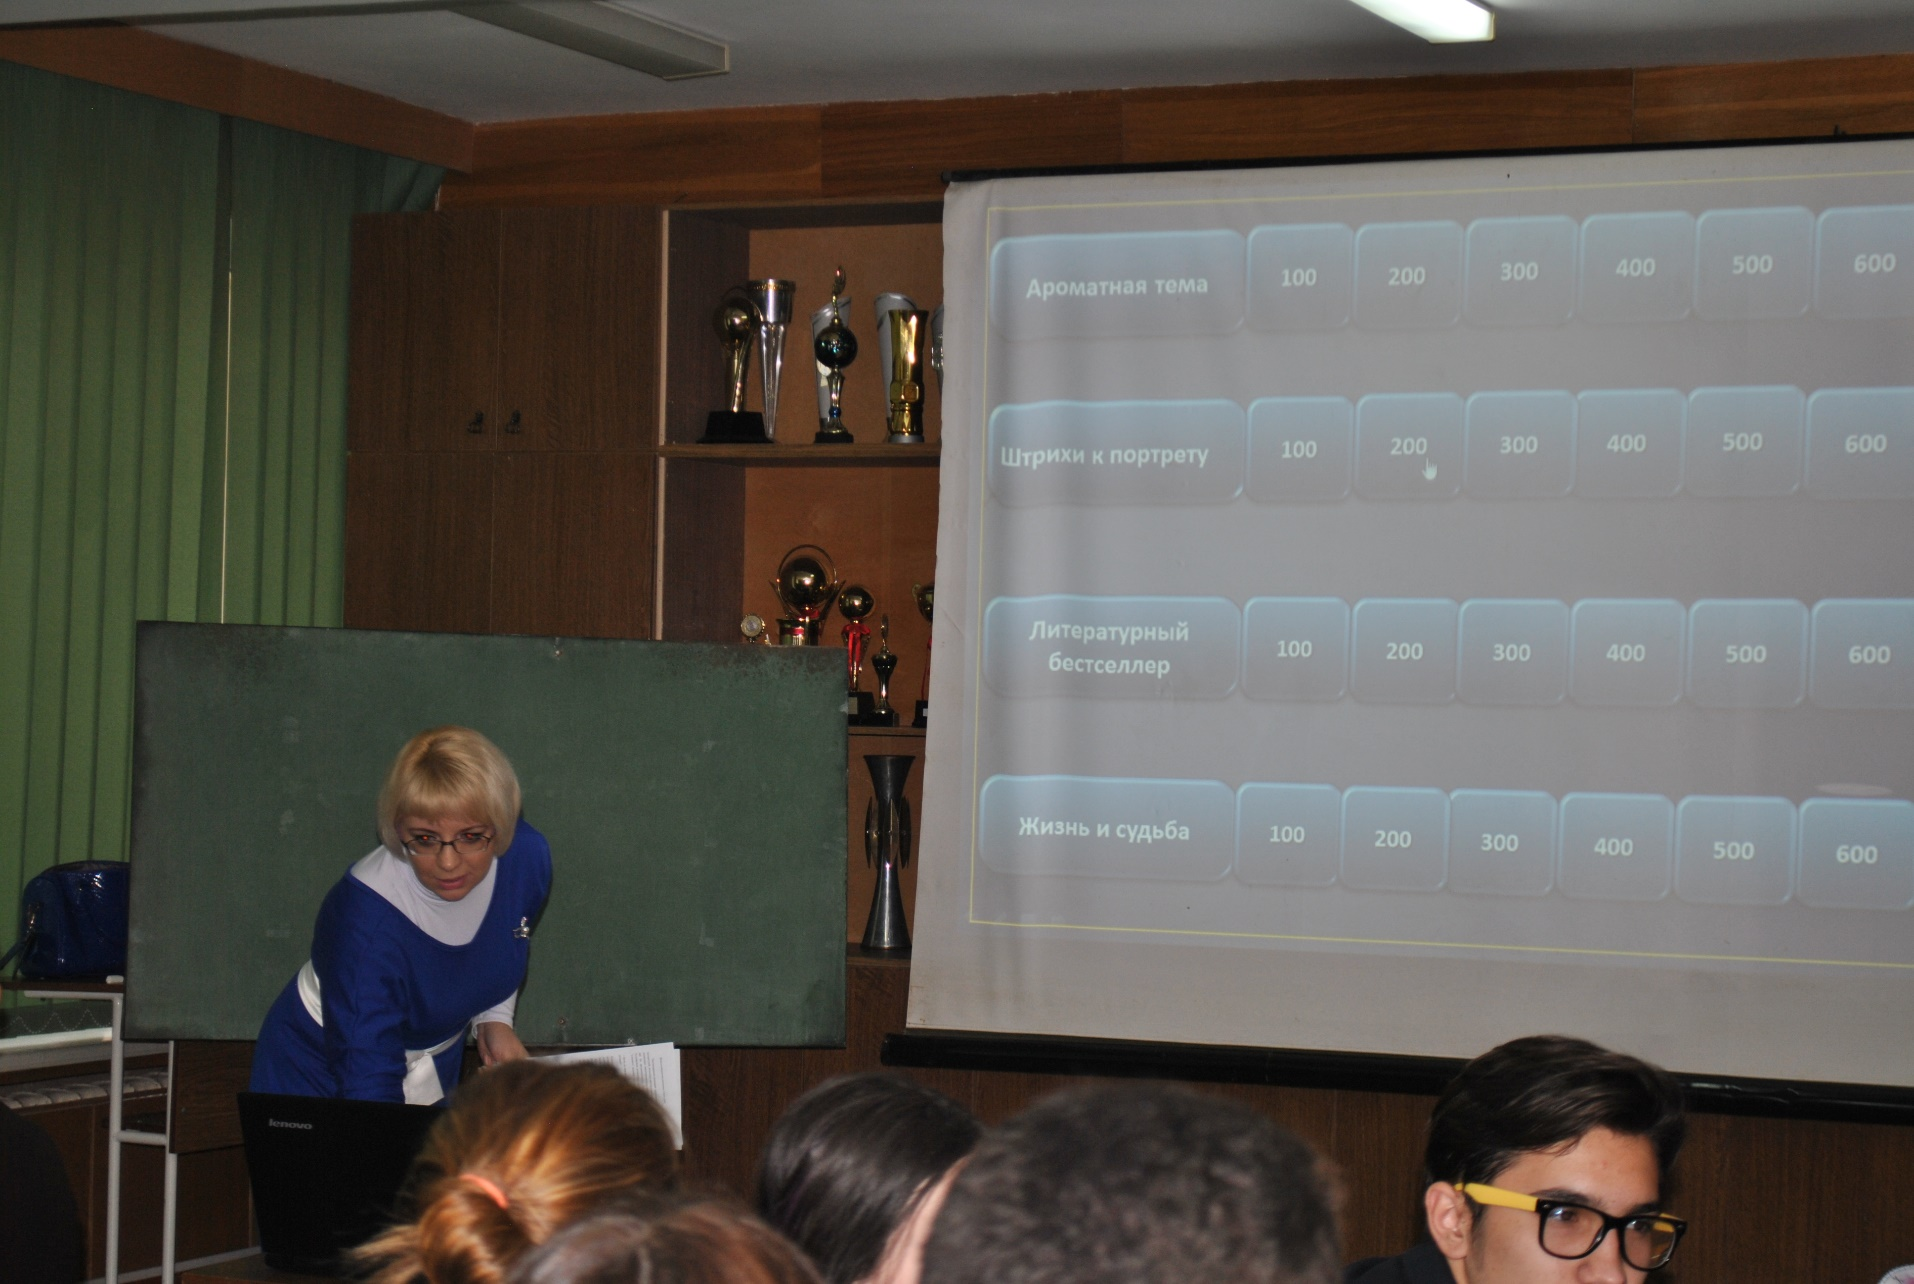 Ароматная тема 100 200 300 400 500 600
Штрихи к портрету 100 200 300 400 500 600
Литературный
бестселлер 100 200 300 400 500 600
Жизнь и судьба 100 200 300 400 500 600
lenovo